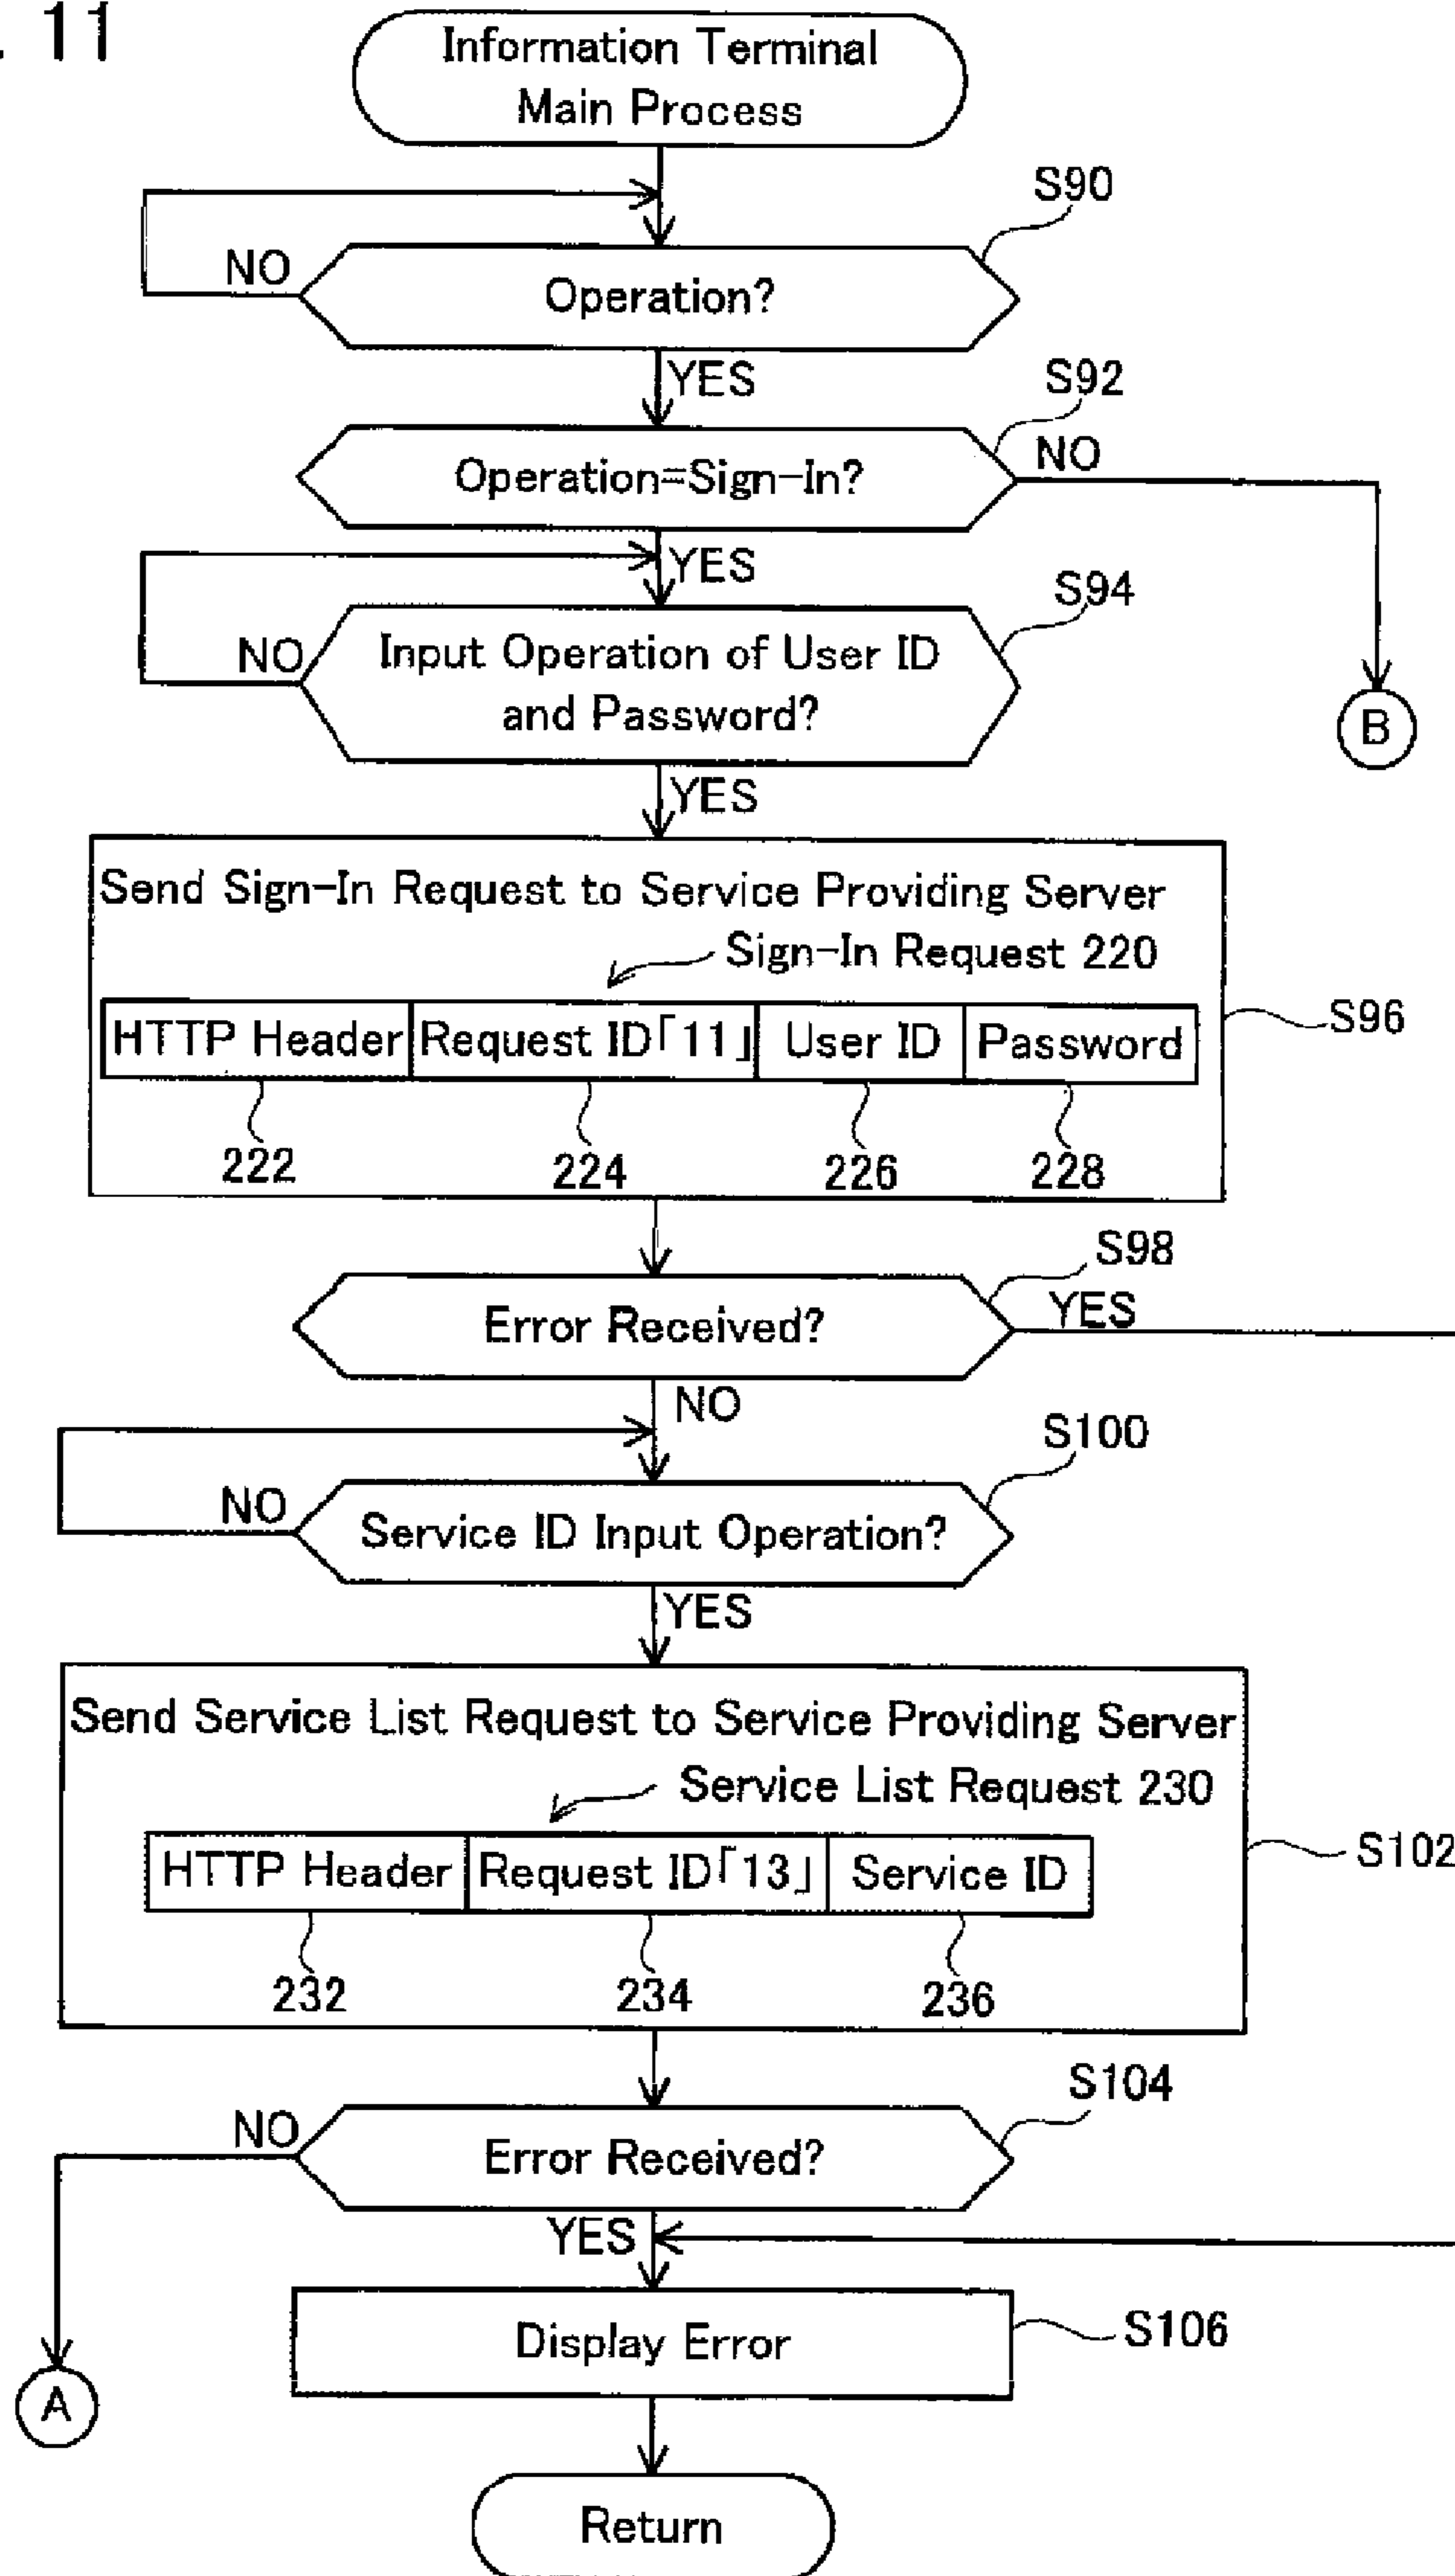 . 11
Information Terminal
Main Process
S90
NO
Operation?
YES
S92
Operation=Sign-In?
NO
YES
S94
NO
Input Operation of User ID
and Password?
B
YES
Send Sign-In Request to Service Providing Server
Sign-In Request 220
HTTP Header Request ID「11」 User ID Password
S96
222 224 226 228
S98
Error Received?
YES
NO
S100
NO
Service ID Input Operation?
YES
Send Service List Request to Service Providing Server
Service List Request 230
HTTP Header Request ID「13」 Service ID
S102
232 234 236
S104
NO
Error Received?
YES
Display Error
S106
A
Return